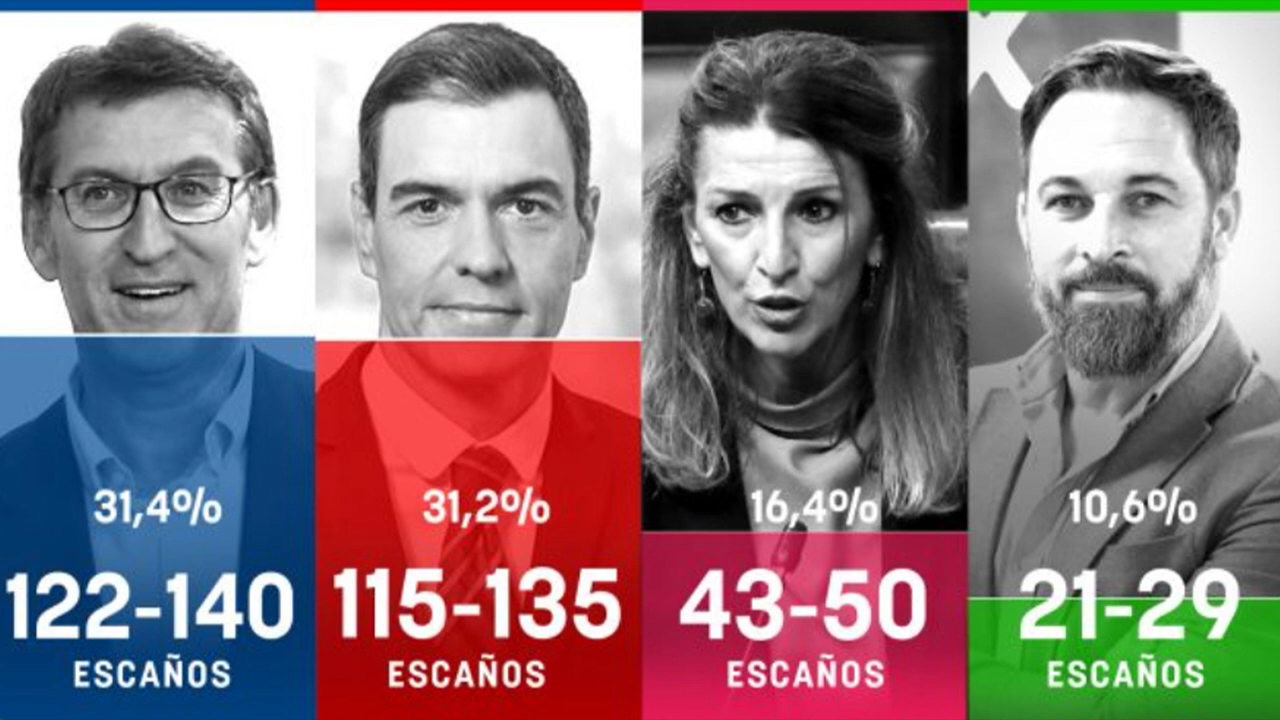 31,4%
122-140
ESCAÑOS
31,2%
115-135
ESCAÑOS
16,4%
43-50
ESCAÑOS
10,6%
21-29
ESCAÑOS